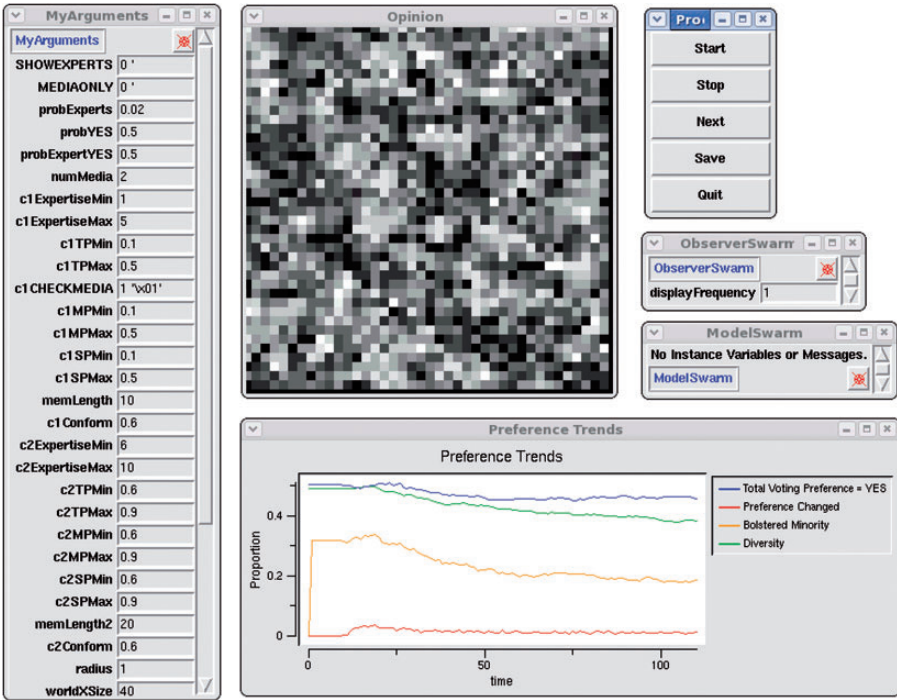 MyArguments
MyArguments
SHOWEXPERTS 0 '
MEDIAONLY 0 '
probExperts 0.02
probYES 0.5
probExpertYES 0.5
numMedia 2
c1ExpertiseMin 1
c1ExpertiseMax 5
c1TPMin 0.1
c1TPMax 0.5
c1CHECKMEDIA 1 '\x01'
c1MPMin 0.1
c1MPMax 0.5
c1SPMin 0.1
c1SPMax 0.5
memLength 10
c1Conform 0.6
c2ExpertiseMin 6
c2ExpertiseMax 10
c2TPMin 0.6
c2TPMax 0.9
c2MPMin 0.6
c2MPMax 0.9
c2SPMin 0.6
c2SPMax 0.9
memLength2 20
c2Conform 0.6
radius 1
worldXSize 40
Opinion
Start
Stop
Next
Save
Quit
ObserverSwarm
ObserverSwarm
displayFrequency 1
ModelSwarm
No Instance Variables or Messages.
ModelSwarm
Preference Trends
Preference Trends
Proportion
0.4
0.2
0
0 50 100
time
Total Voting Preference = YES
Preference Changed
Bolstered Minority
Diversity